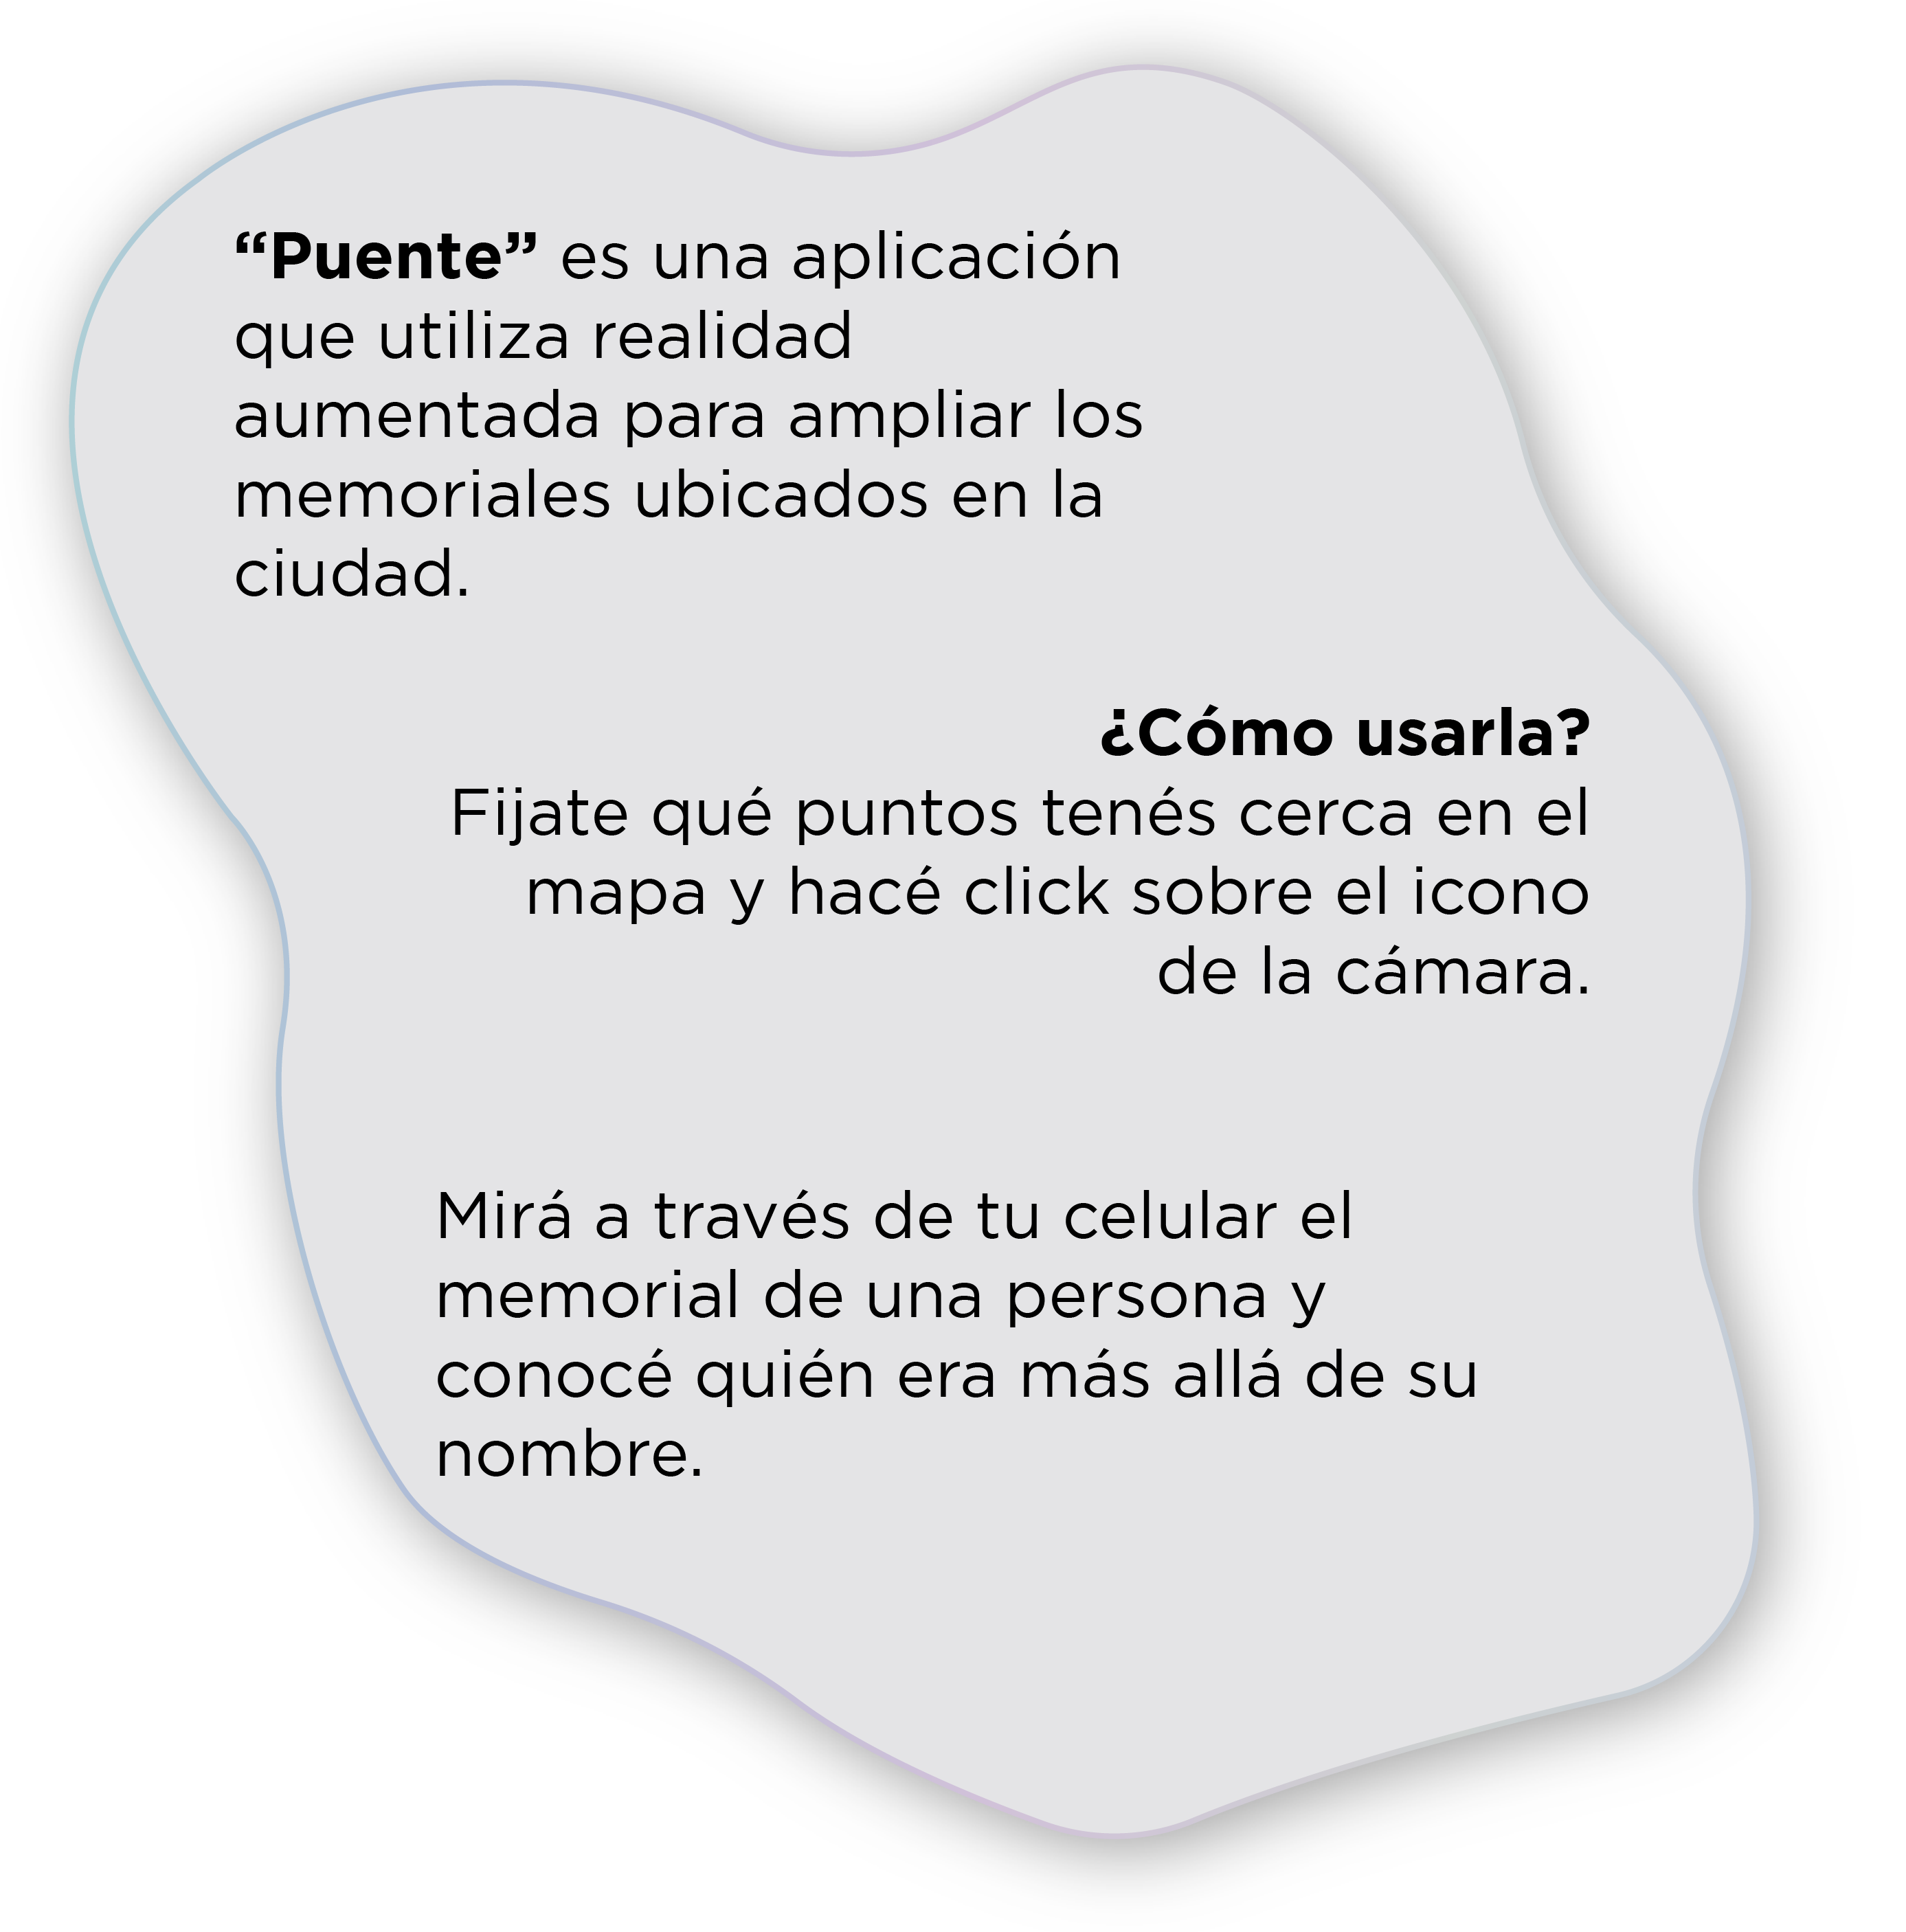 “Puente” es una aplicación
que utiliza realidad
aumentada para ampliar los
memoriales ubicados en la
ciudad.
¿Cómo usarla?
Fijate qué puntos tenés cerca en el
mapa y hacé click sobre el icono
de la cámara.
Mirá a través de tu celular el
memorial de una persona y
conocé quién era más allá de su
nombre.